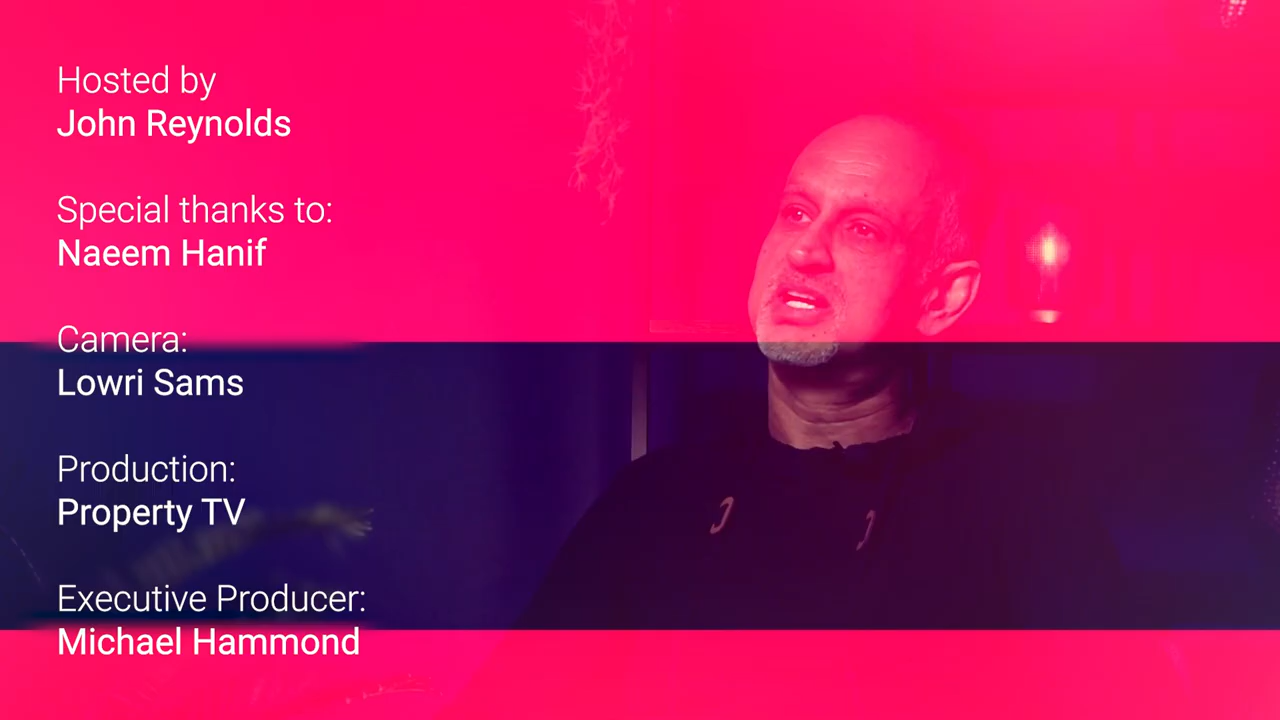 Hosted by
John Reynolds
Special thanks to:
Naeem Hanif
Camera:
Lowri Sams
Production:
Property TV
Executive Producer:
Michael Hammond